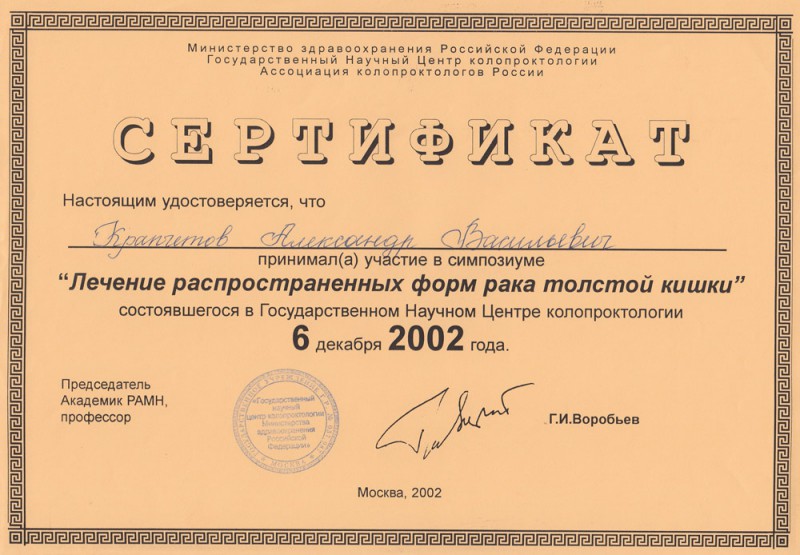 Министерство здравоохранения Российской Федерации
Государственный Научный Центр колопроктологии
Ассоциация колопроктологов России
СЕРТИФИКАТ
Настоящим удостоверяется, что
Крапчетов Александр Васильевич
принимал(а) участие в симпозиуме
“Лечение распространенных форм рака толстой кишки”
состоявшегося в Государственном Научном Центре колопроктологии
6 декабря 2002 года.
Председатель
Академик РАМН,
профессор
«Государственный
научный
центр колопроктологии
Министерства
здравоохранения
Российской
Федерации»
Г.И.Воробьев
Москва, 2002